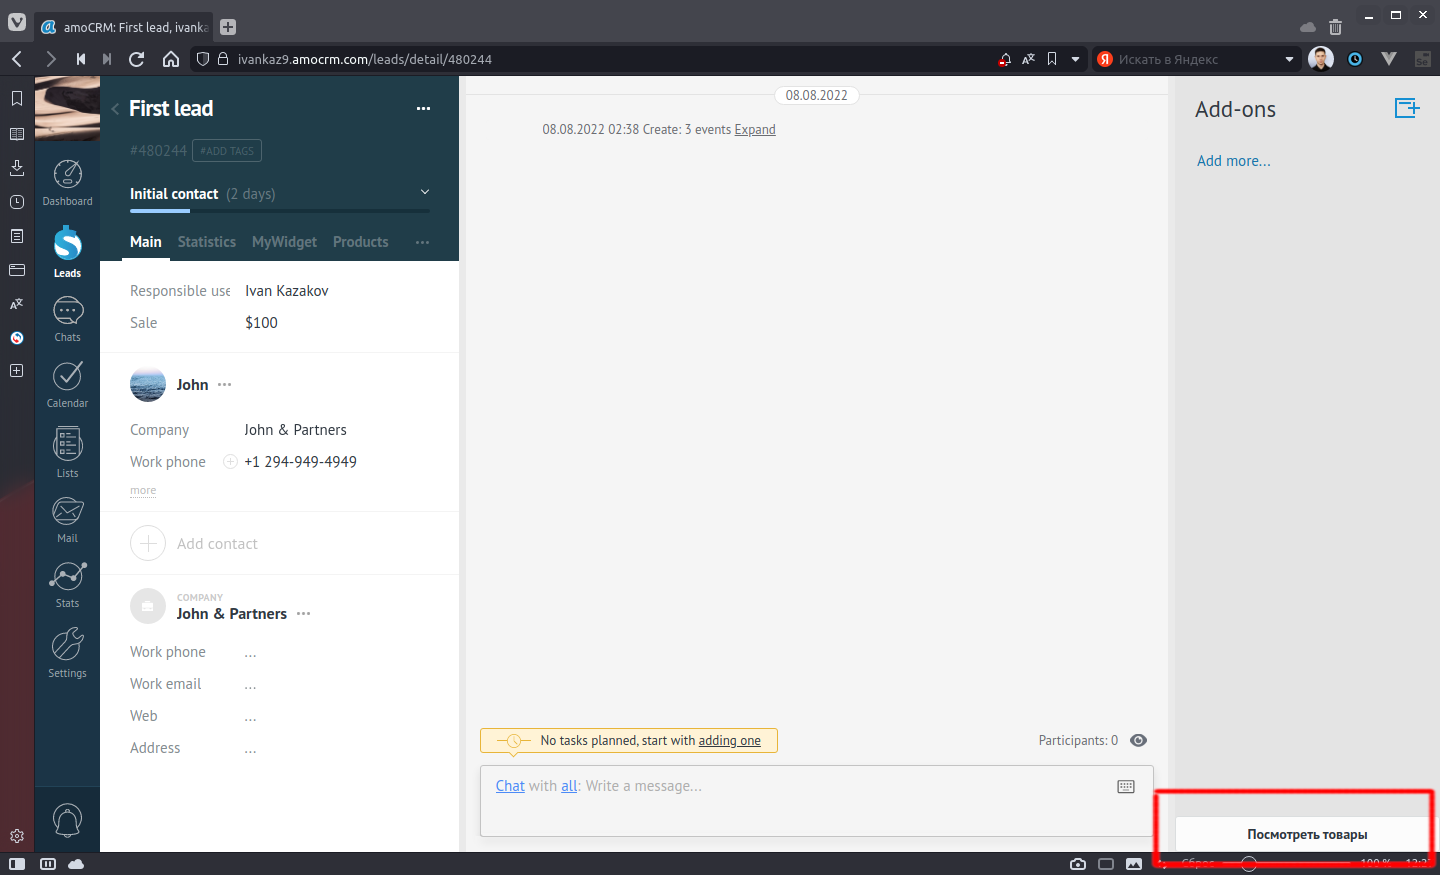 amoCRM: First lead, ivanka
ivankaz9.amocrm.com/leads/detail/480244
Искать в Яндекс
Dashboard
Leads
Chats
Calendar
Lists
Mail
Stats
Settings
First lead
#480244 #ADD TAGS
Initial contact (2 days)
Main Statistics MyWidget Products
Responsible use Ivan Kazakov
Sale $100
John
Company John & Partners
Work phone +1 294-949-4949
more
Add contact
COMPANY
John & Partners
Work phone ...
Work email ...
Web ...
Address ...
08.08.2022
08.08.2022 02:38 Create: 3 events Expand
No tasks planned, start with adding one
Participants: 0
Chat with all: Write a message...
Add-ons
Add more...
Посмотреть товары
Сброс 100 %